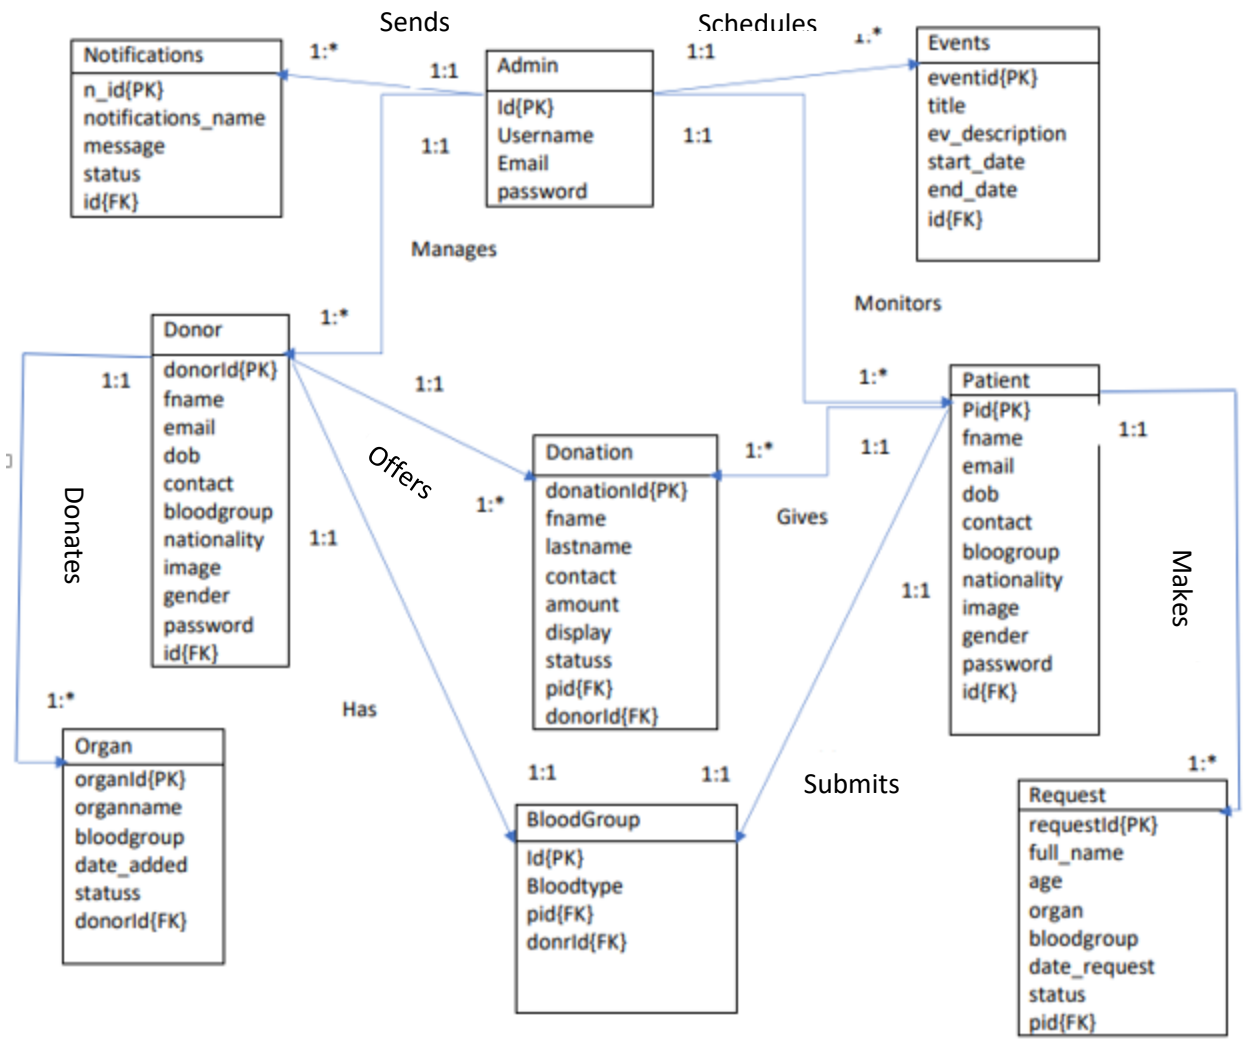 Sends
Schedules
Notifications
n_id{PK}
notifications_name
message
status
id{FK}
1:*
1:1
Admin
Id{PK}
Username
Email
password
1:1
1:*
Events
eventid{PK}
title
ev_description
start_date
end_date
id{FK}
1:1
1:1
Manages
Monitors
1:*
Donor
donorId{PK}
fname
email
dob
contact
bloodgroup
nationality
image
gender
password
id{FK}
1:1
1:1
Offers
1:*
1:1
Donates
Donation
donationId{PK}
fname
lastname
contact
amount
display
statuss
pid{FK}
donorId{FK}
1:*
1:*
1:1
Gives
Patient
Pid{PK}
fname
email
dob
contact
bloogroup
nationality
image
gender
password
id{FK}
1:1
1:1
Makes
1:*
Organ
organId{PK}
organname
bloodgroup
date_added
statuss
donorId{FK}
Has
1:1
1:1
Submits
BloodGroup
Id{PK}
Bloodtype
pid{FK}
donrId{FK}
1:*
Request
requestId{PK}
full_name
age
organ
bloodgroup
date_request
status
pid{FK}